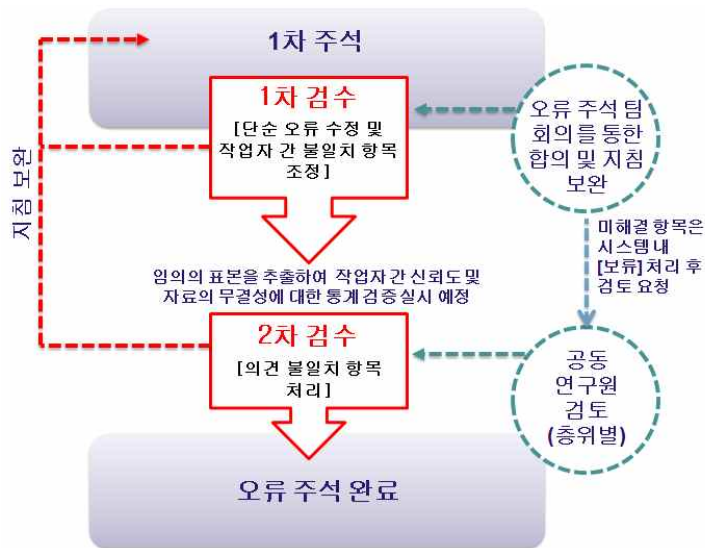 1차 주석
1차 검수
[단순 오류 수정 및
작업자 간 불일치 항목
조정]
오류 주석 팀
회의를 통한
합의 및 지침
보완
지침 보완
미해결 항목은
시스템 내
[보류] 처리 후
검토 요청
임의의 표본을 추출하여 작업자 간 신뢰도 및
자료의 무결성에 대한 통계 검증 실시 예정
2차 검수
[의견 불일치 항목
처리]
공동
연구원
검토
(층위별)
오류 주석 완료